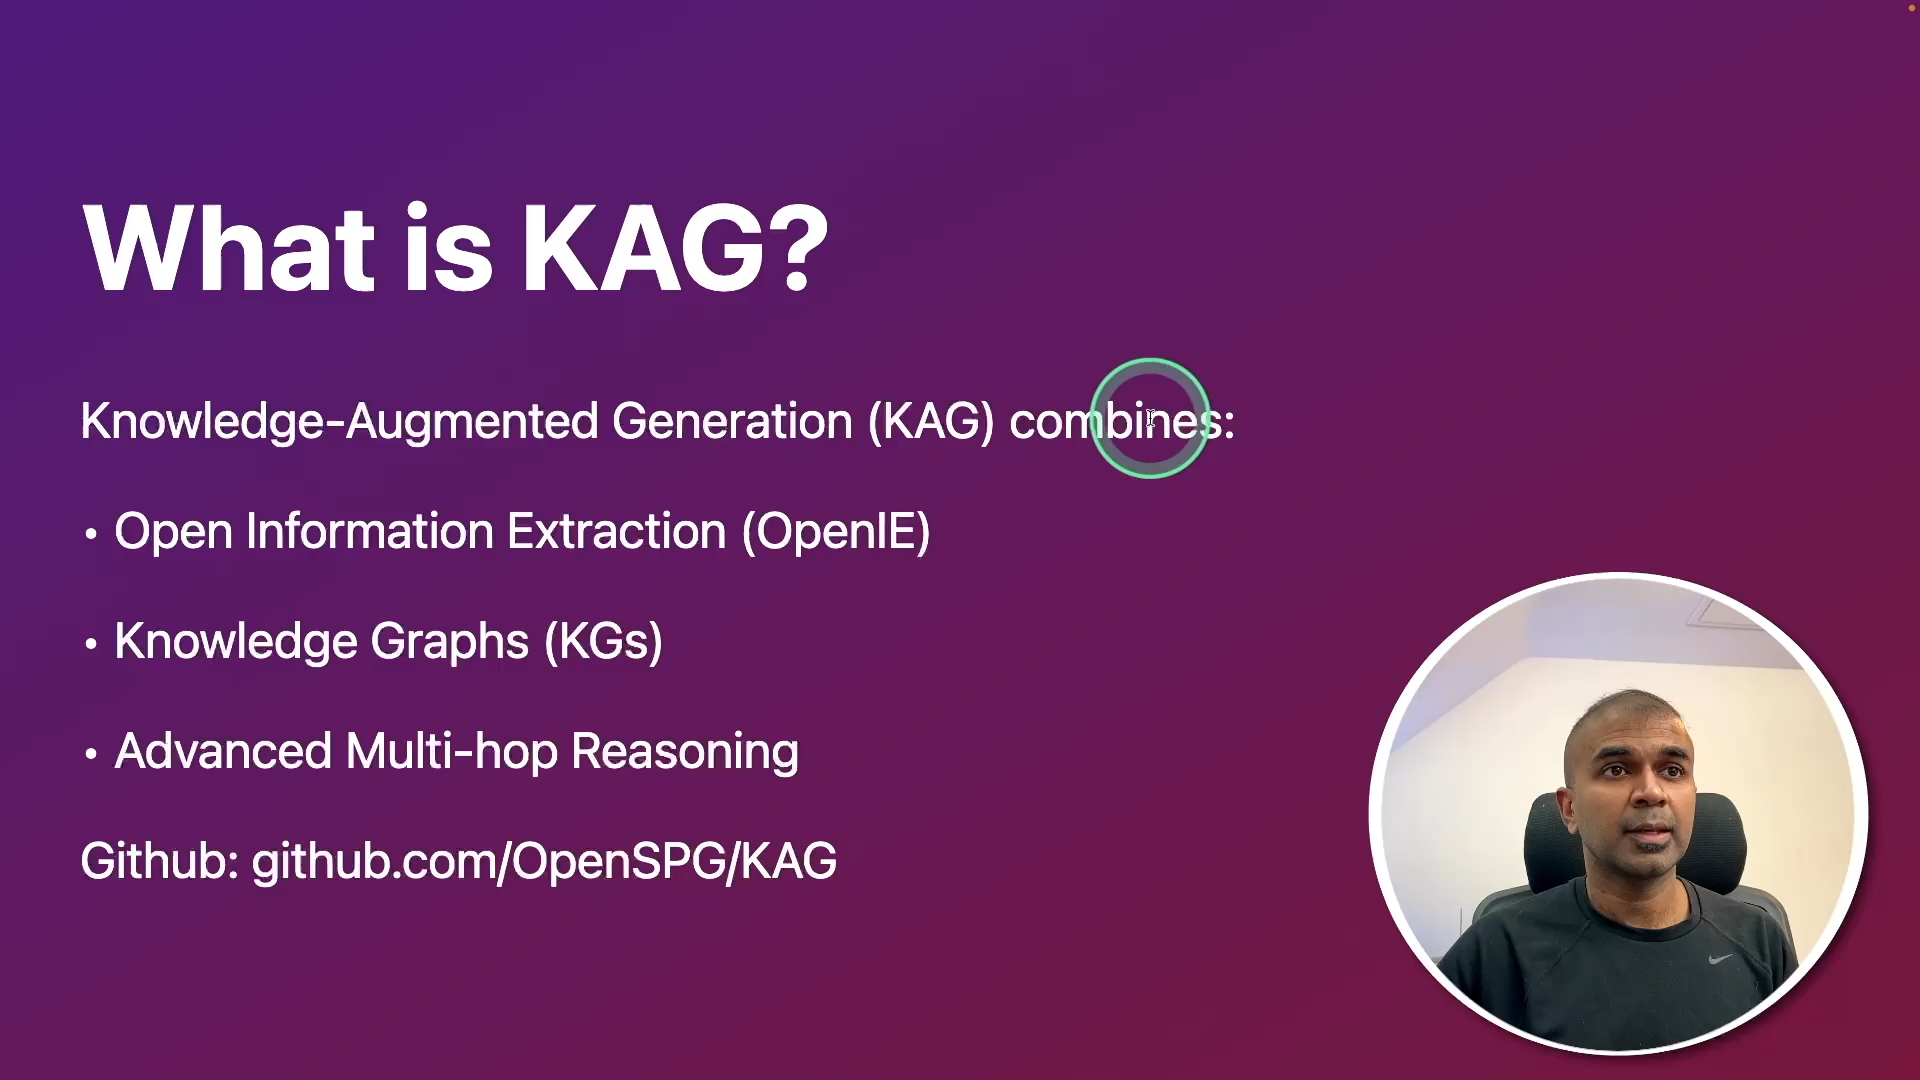 What is KAG?
Knowledge-Augmented Generation (KAG) combines:
• Open Information Extraction (OpenIE)
• Knowledge Graphs (KGs)
• Advanced Multi-hop Reasoning
Github: github.com/OpenSPG/KAG